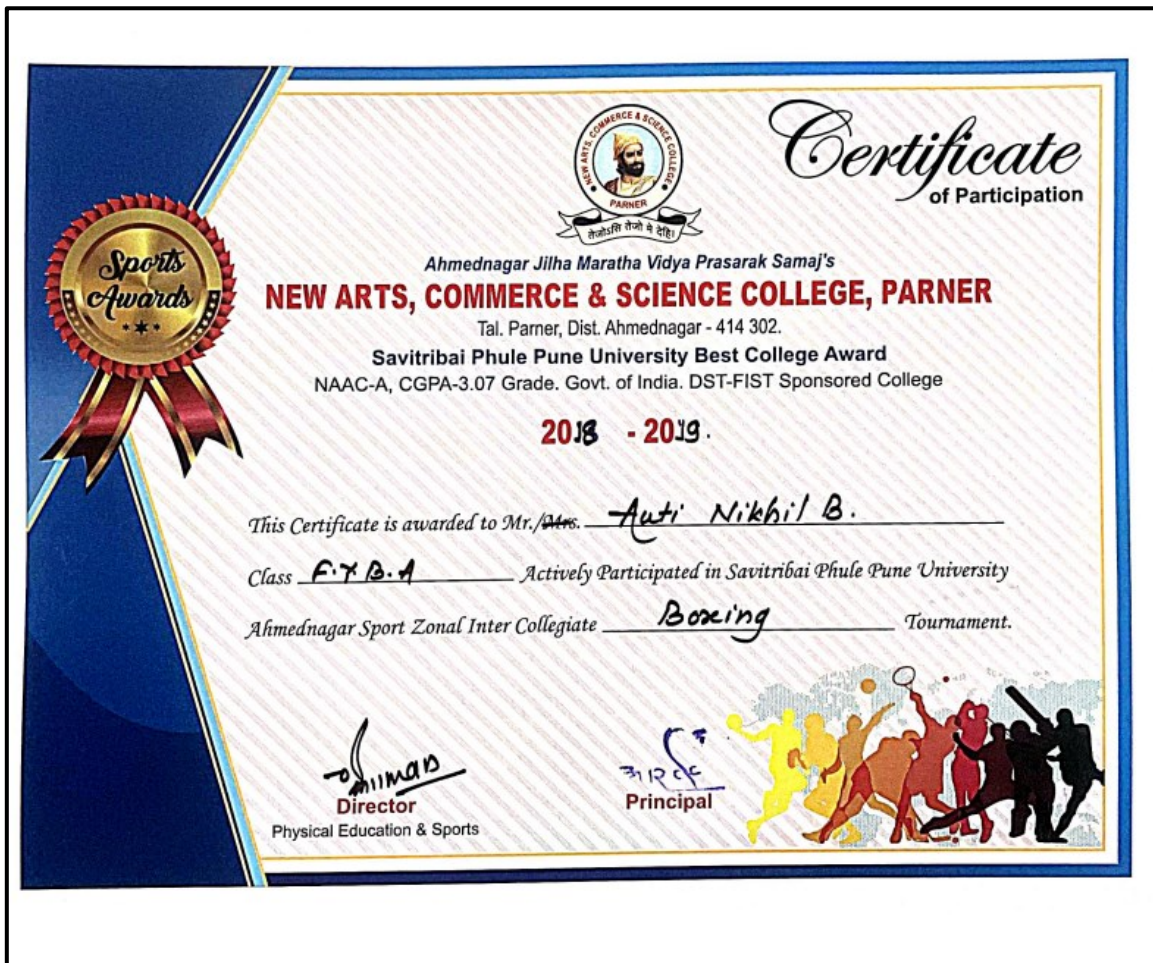 NEW ARTS, COMMERCE & SCIENCE COLLEGE
PARNER
तेजोऽसि तेजो मे देहि।
Certificate
of Participation
Sports
Awards
Ahmednagar Jilha Maratha Vidya Prasarak Samaj's
NEW ARTS, COMMERCE & SCIENCE COLLEGE, PARNER
Tal. Parner, Dist. Ahmednagar - 414 302.
Savitribai Phule Pune University Best College Award
NAAC-A, CGPA-3.07 Grade. Govt. of India. DST-FIST Sponsored College
2018 - 2019.
This Certificate is awarded to Mr./Mrs. Auti Nikhil B.
Class F.Y B.A Actively Participated in Savitribai Phule Pune University
Ahmednagar Sport Zonal Inter Collegiate Boxing Tournament.
Director
Physical Education & Sports
Principal